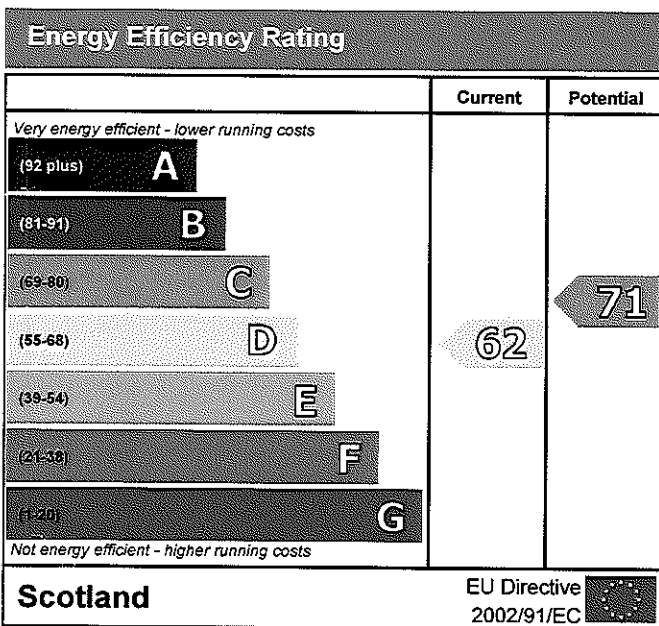 Energy Efficiency Rating
Current Potential
Very energy efficient - lower running costs
(92 plus) A
(81-91) B
(69-80) C
71
(55-68) D
62
(39-54) E
(21-38) F
(1-20) G
Not energy efficient - higher running costs
Scotland
EU Directive
2002/91/EC